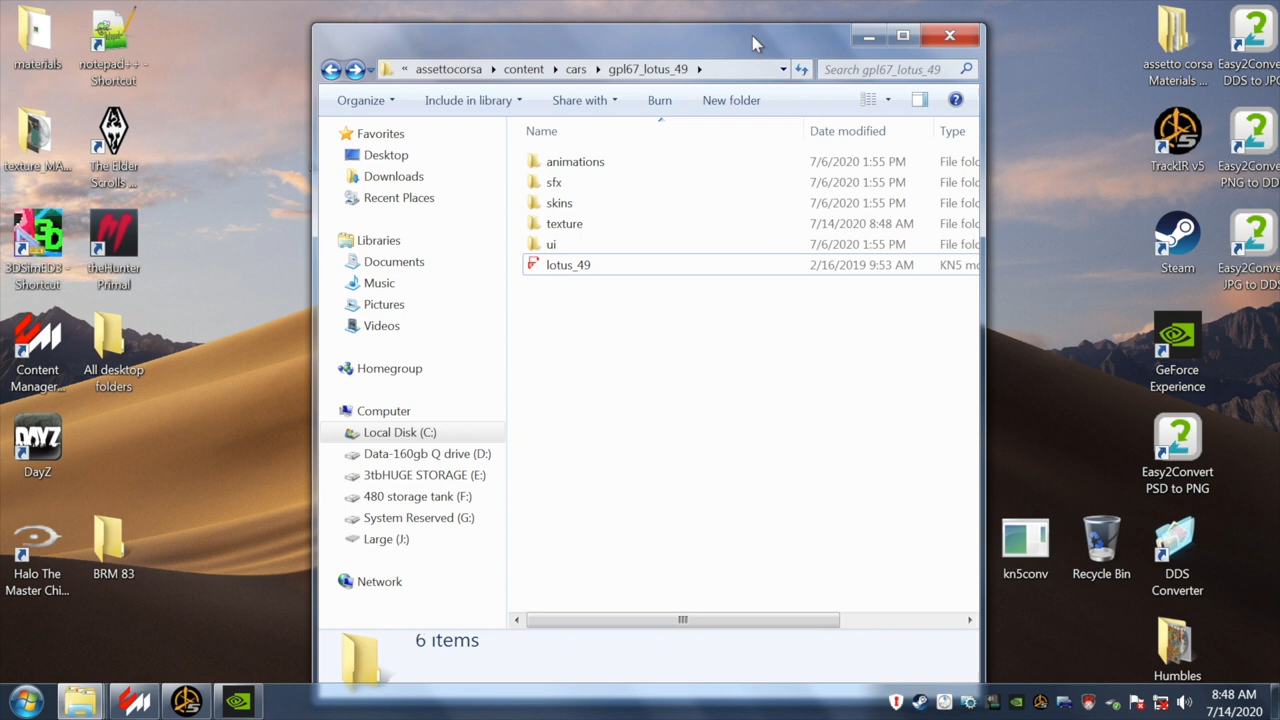 materials
notepad++ -
Shortcut
texture_MA...
The Elder
Scrolls ...
3DSimED3 -
Shortcut
theHunter
Primal
Content
Manager...
All desktop
folders
DAYZ
DayZ
Halo The
Master Chi...
BRM 83
« assettocorsa content cars gpl67_lotus_49
Search gpl67_lotus_49
Organize Include in library Share with Burn New folder
Favorites
Desktop
Downloads
Recent Places
Libraries
Documents
Music
Pictures
Videos
Homegroup
Computer
Local Disk (C:)
Data-160gb Q drive (D:)
3tbHUGE STORAGE (E:)
480 storage tank (F:)
System Reserved (G:)
Large (J:)
Network
Name Date modified Type
animations 7/6/2020 1:55 PM File fol
sfx 7/6/2020 1:55 PM File fol
skins 7/6/2020 1:55 PM File fol
texture 7/14/2020 8:48 AM File fol
ui 7/6/2020 1:55 PM File fol
lotus_49 2/16/2019 9:53 AM KN5 mo
6 items
assetto corsa
Materials ...
Easy2Conve
DDS to JPG
TrackIR v5
Easy2Conve
PNG to DD
Steam
Easy2Conve
JPG to DDS
GeForce
Experience
Easy2Convert
PSD to PNG
kn5conv
Recycle Bin
DDS
Converter
Humbles
8:48 AM
7/14/2020